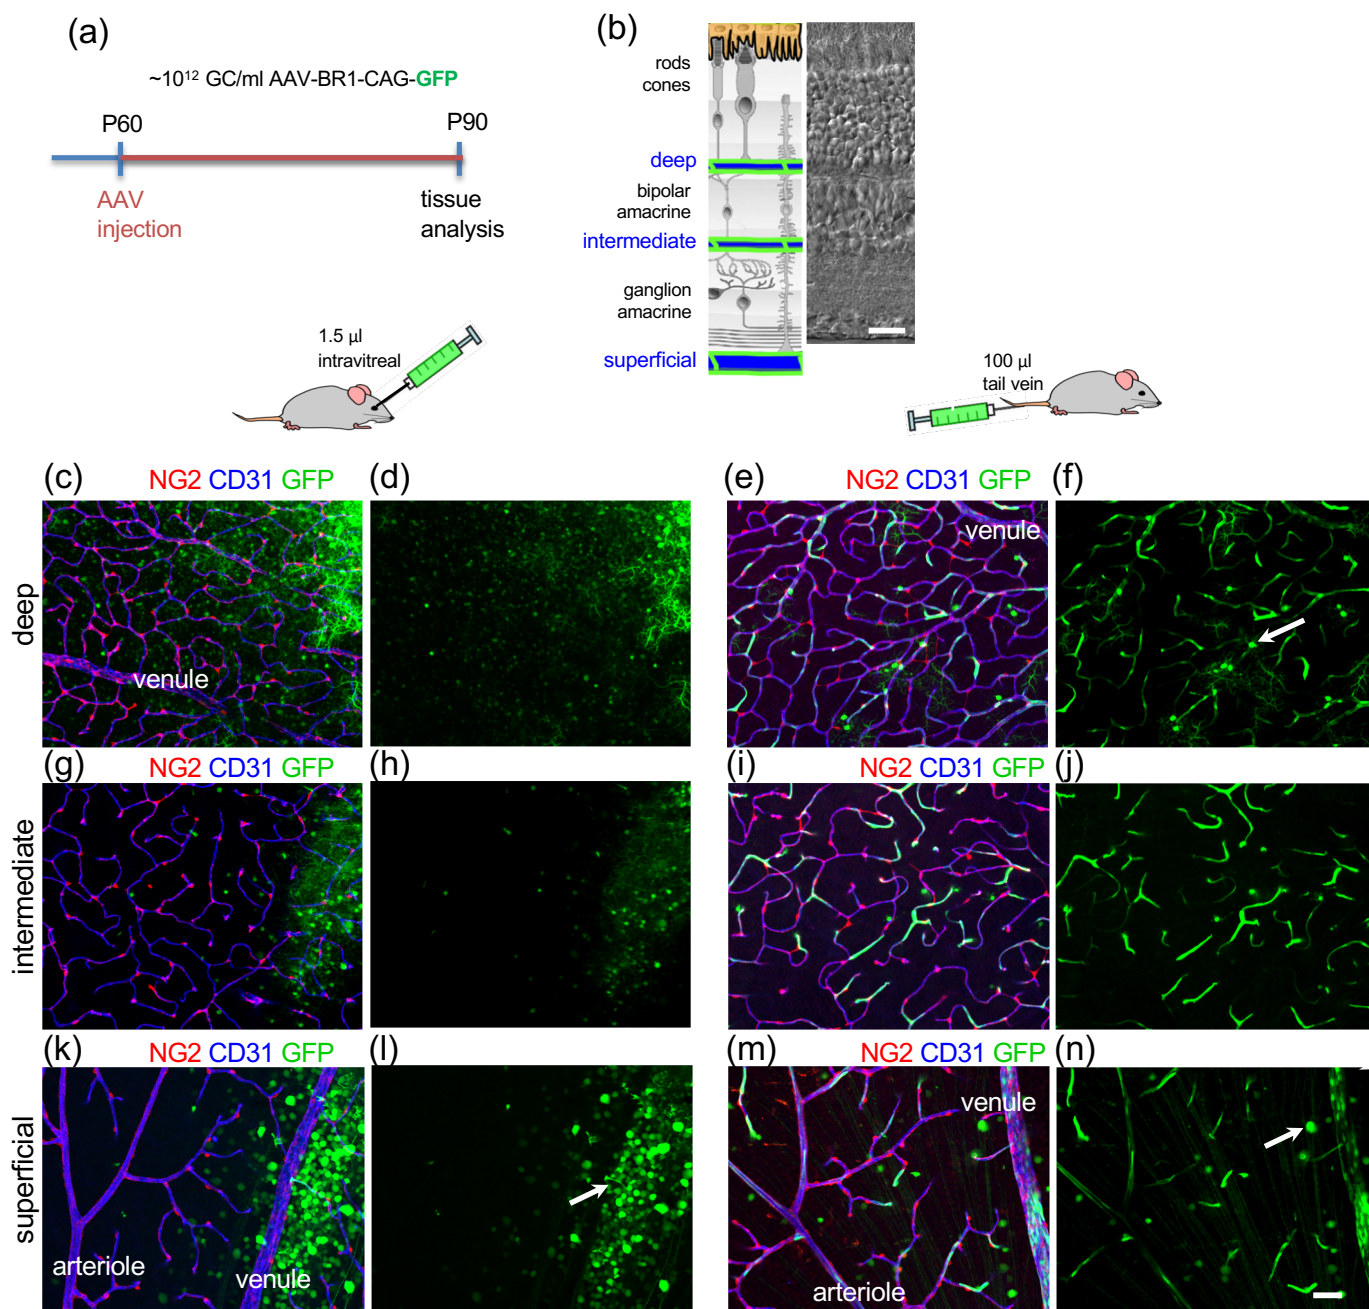 (a)
~10¹² GC/ml AAV-BR1-CAG-GFP
P60
P90
AAV
injection
tissue
analysis
(b)
rods
cones
deep
bipolar
amacrine
intermediate
ganglion
amacrine
superficial
1.5 µl
intravitreal
100 µl
tail vein
(c)
NG2 CD31 GFP
(d)
(e)
NG2 CD31 GFP
(f)
deep
venule
venule
(g)
NG2 CD31 GFP
(h)
(i)
NG2 CD31 GFP
(j)
intermediate
(k)
NG2 CD31 GFP
(l)
(m)
NG2 CD31 GFP
(n)
superficial
arteriole
venule
venule
arteriole